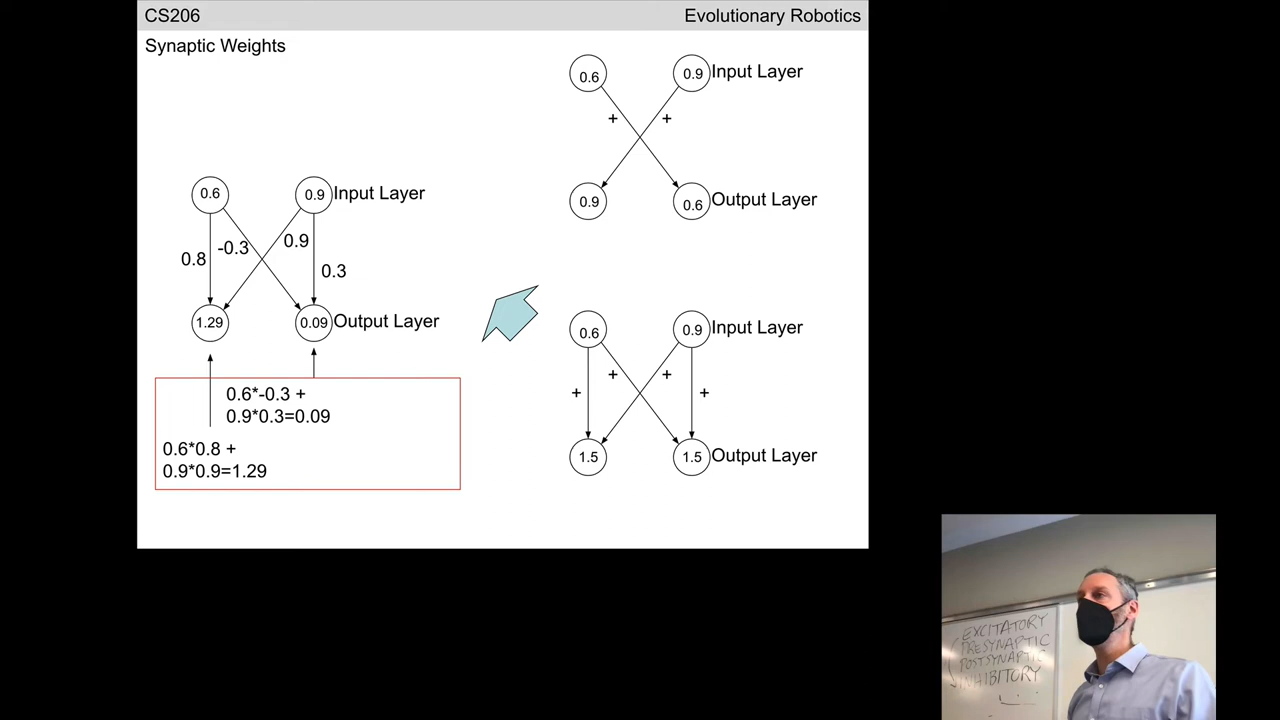 CS206
Evolutionary Robotics
Synaptic Weights
0.6
0.9
Input Layer
0.8
-0.3
0.9
0.3
1.29
0.09
Output Layer
0.6*-0.3 +
0.9*0.3=0.09
0.6*0.8 +
0.9*0.9=1.29
0.6
0.9
Input Layer
+
+
0.9
0.6
Output Layer
0.6
0.9
Input Layer
+
+
+
+
1.5
1.5
Output Layer
EXCITATORY
PRESYNAPTIC
POSTSYNAPTIC
INHIBITORY